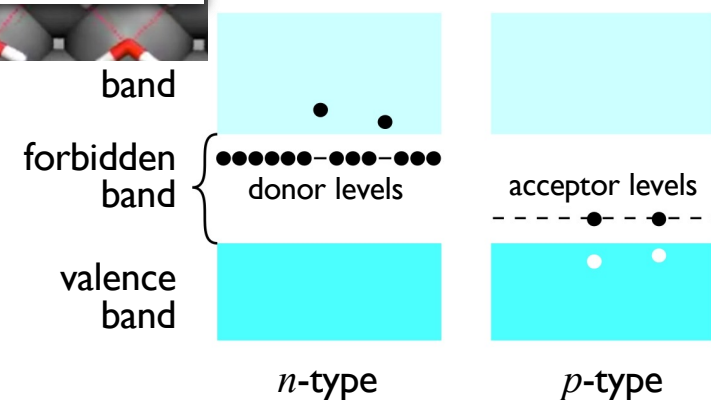 band
forbidden
band
donor levels
acceptor levels
valence
band
n-type
p-type